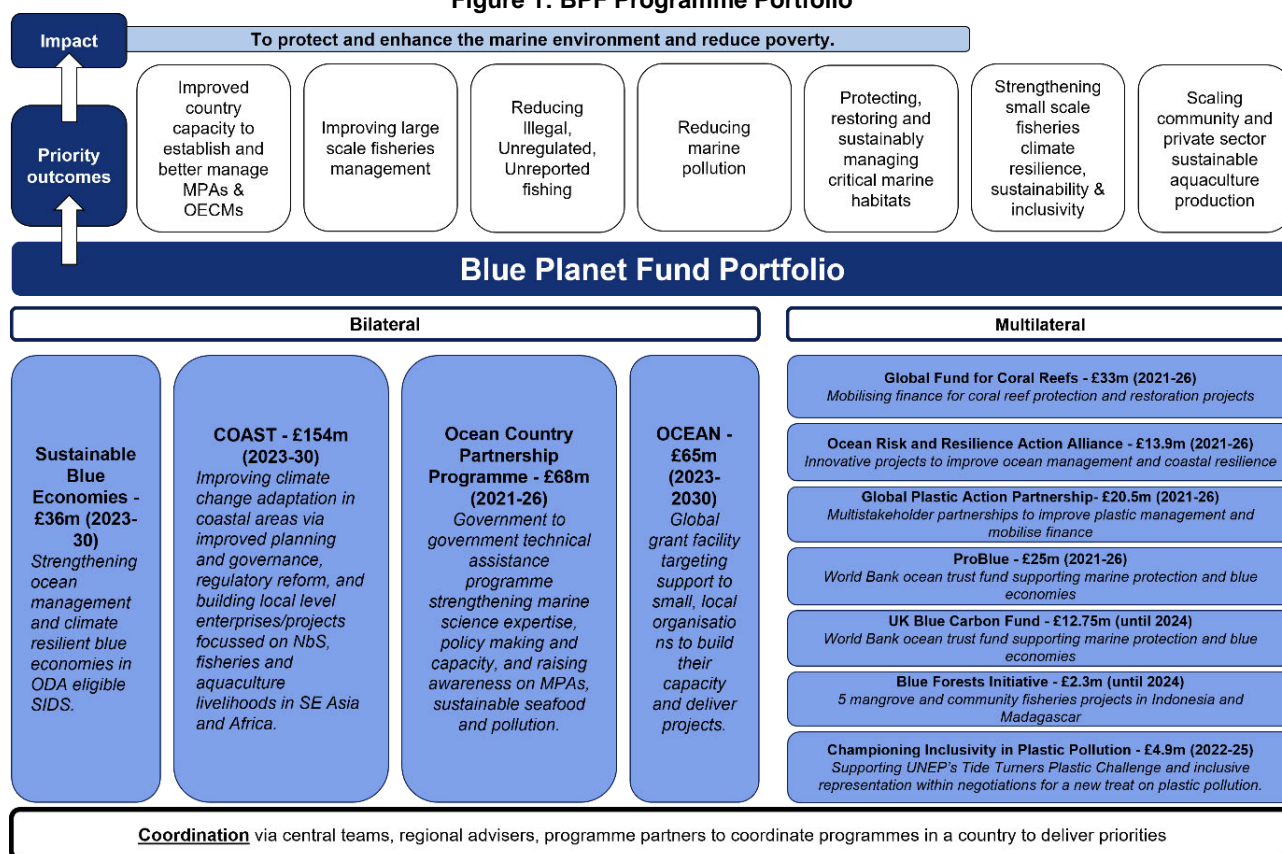 Figure 1: BPF Programme Portfolio
Impact
To protect and enhance the marine environment and reduce poverty.
Priority
outcomes
Improved
country
capacity to
establish and
better manage
MPAs &
OECMs
Improving large
scale fisheries
management
Reducing
Illegal,
Unregulated,
Unreported
fishing
Reducing
marine
pollution
Protecting,
restoring and
sustainably
managing
critical marine
habitats
Strengthening
small scale
fisheries
climate
resilience,
sustainability &
inclusivity
Scaling
community and
private sector
sustainable
aquaculture
production
Blue Planet Fund Portfolio
Bilateral
Multilateral
Sustainable
Blue
Economies -
£36m (2023-
30)
Strengthening
ocean
management
and climate
resilient blue
economies in
ODA eligible
SIDS.
COAST - £154m
(2023-30)
Improving climate
change adaptation in
coastal areas via
improved planning
and governance,
regulatory reform, and
building local level
enterprises/projects
focussed on NbS,
fisheries and
aquaculture
livelihoods in SE Asia
and Africa.
Ocean Country
Partnership
Programme - £68m
(2021-26)
Government to
government technical
assistance
programme
strengthening marine
science expertise,
policy making and
capacity, and raising
awareness on MPAs,
sustainable seafood
and pollution.
OCEAN -
£65m
(2023-
2030)
Global
grant facility
targeting
support to
small, local
organisatio
ns to build
their
capacity
and deliver
projects.
Global Fund for Coral Reefs - £33m (2021-26)
Mobilising finance for coral reef protection and restoration projects
Ocean Risk and Resilience Action Alliance - £13.9m (2021-26)
Innovative projects to improve ocean management and coastal resilience
Global Plastic Action Partnership- £20.5m (2021-26)
Multistakeholder partnerships to improve plastic management and
mobilise finance
ProBlue - £25m (2021-26)
World Bank ocean trust fund supporting marine protection and blue
economies
UK Blue Carbon Fund - £12.75m (until 2024)
World Bank ocean trust fund supporting marine protection and blue
economies
Blue Forests Initiative - £2.3m (until 2024)
5 mangrove and community fisheries projects in Indonesia and
Madagascar
Championing Inclusivity in Plastic Pollution - £4.9m (2022-25)
Supporting UNEP's Tide Turners Plastic Challenge and inclusive
representation within negotiations for a new treat on plastic pollution.
Coordination via central teams, regional advisers, programme partners to coordinate programmes in a country to deliver priorities